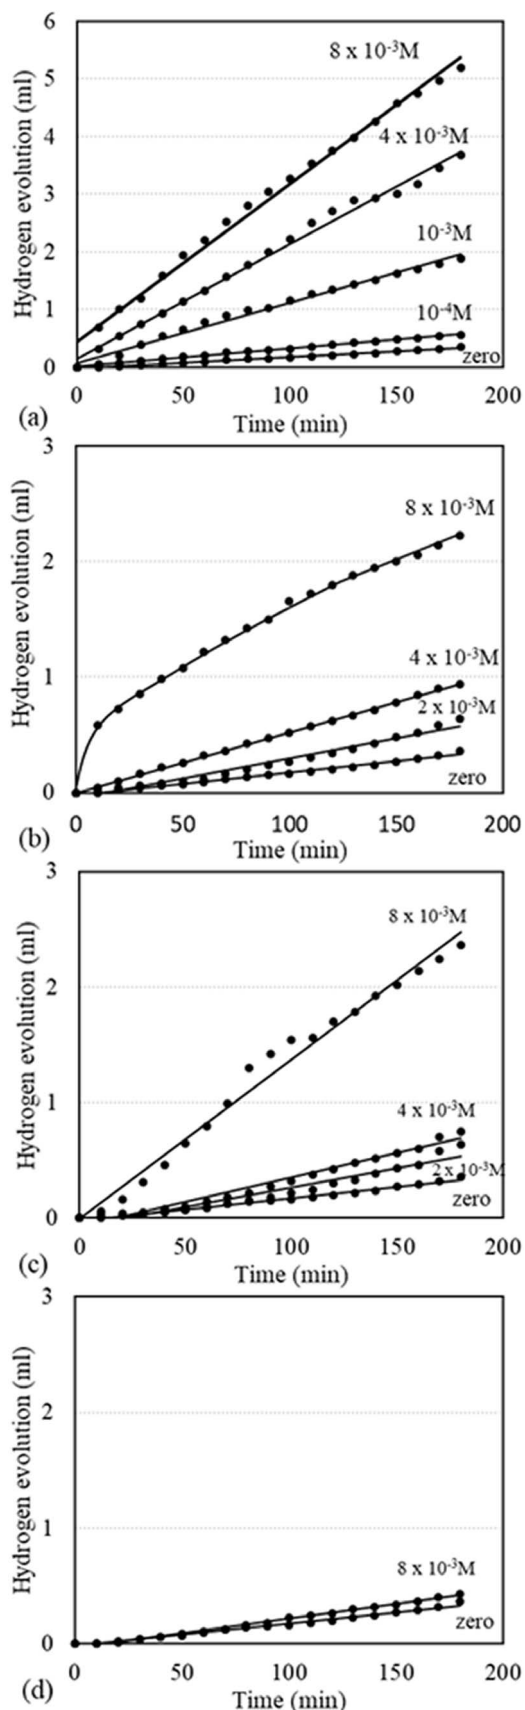 Hydrogen evolution (ml)
6
5
4
3
2
1
0
8 x 10-3M
4 x 10-3M
10-3M
10-4M
zero
0 50 100 150 200
Time (min)
(a)
Hydrogen evolution (ml)
3
2
1
0
8 x 10-3M
4 x 10-3M
2 x 10-3M
zero
0 50 100 150 200
Time (min)
(b)
Hydrogen evolution (ml)
3
2
1
0
8 x 10-3M
4 x 10-3M
2 x 10-3M
zero
0 50 100 150 200
Time (min)
(c)
Hydrogen evolution (ml)
3
2
1
0
8 x 10-3M
zero
0 50 100 150 200
Time (min)
(d)